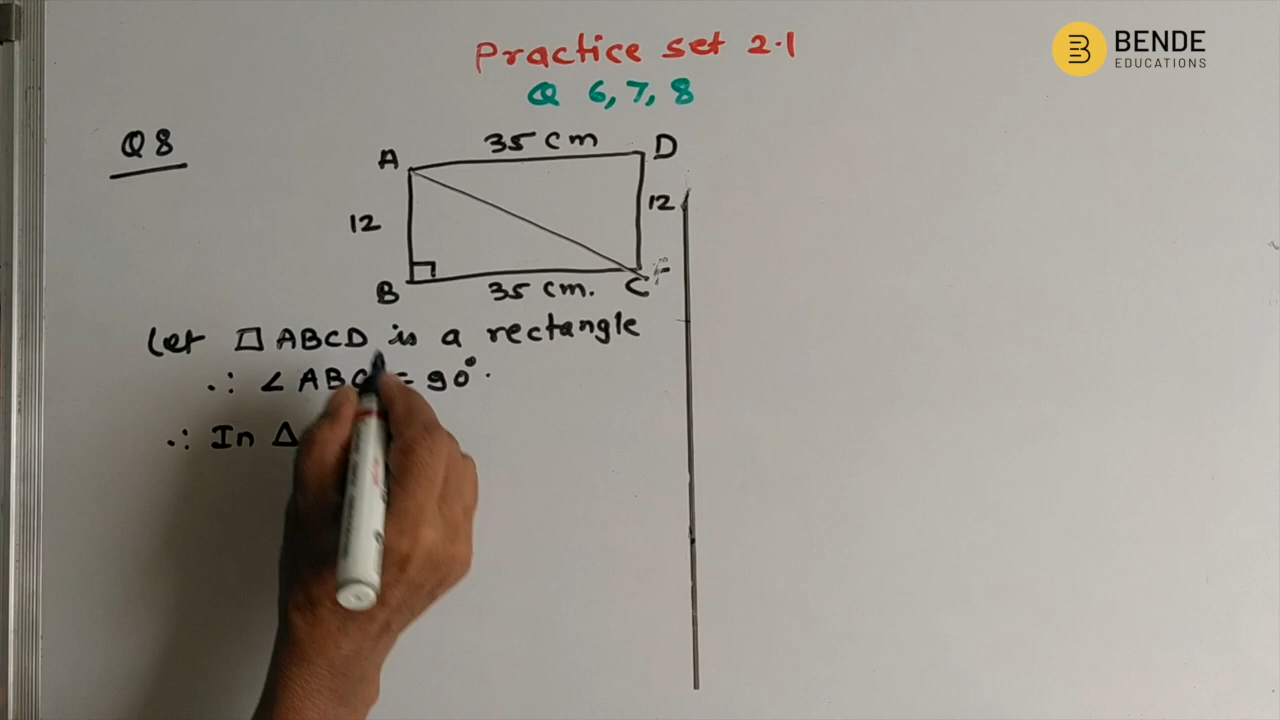 BENDE
EDUCATIONS
Practice set 2.1
Q 6, 7, 8
Q 8
35 cm
A
D
12
12
B
35 cm.
C
Let □ABCD is a rectangle
∴ ∠ABC = 90°.
∴ In Δ